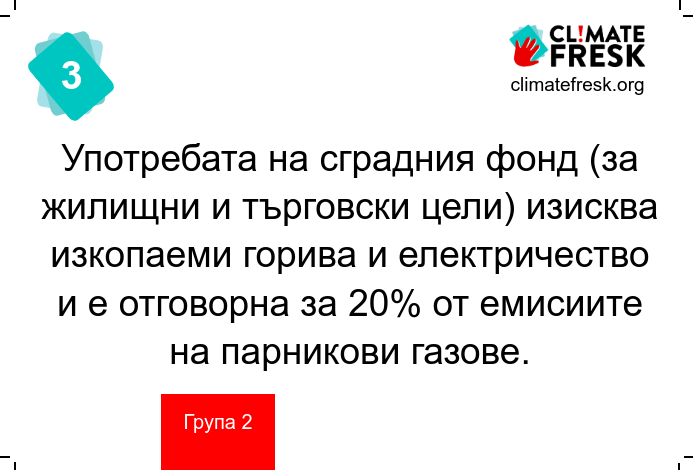 3
CL!MATE
FRESK
climatefresk.org
Употребата на сградния фонд (за
жилищни и търговски цели) изисква
изкопаеми горива и електричество
и е отговорна за 20% от емисиите
на парникови газове.
Група 2